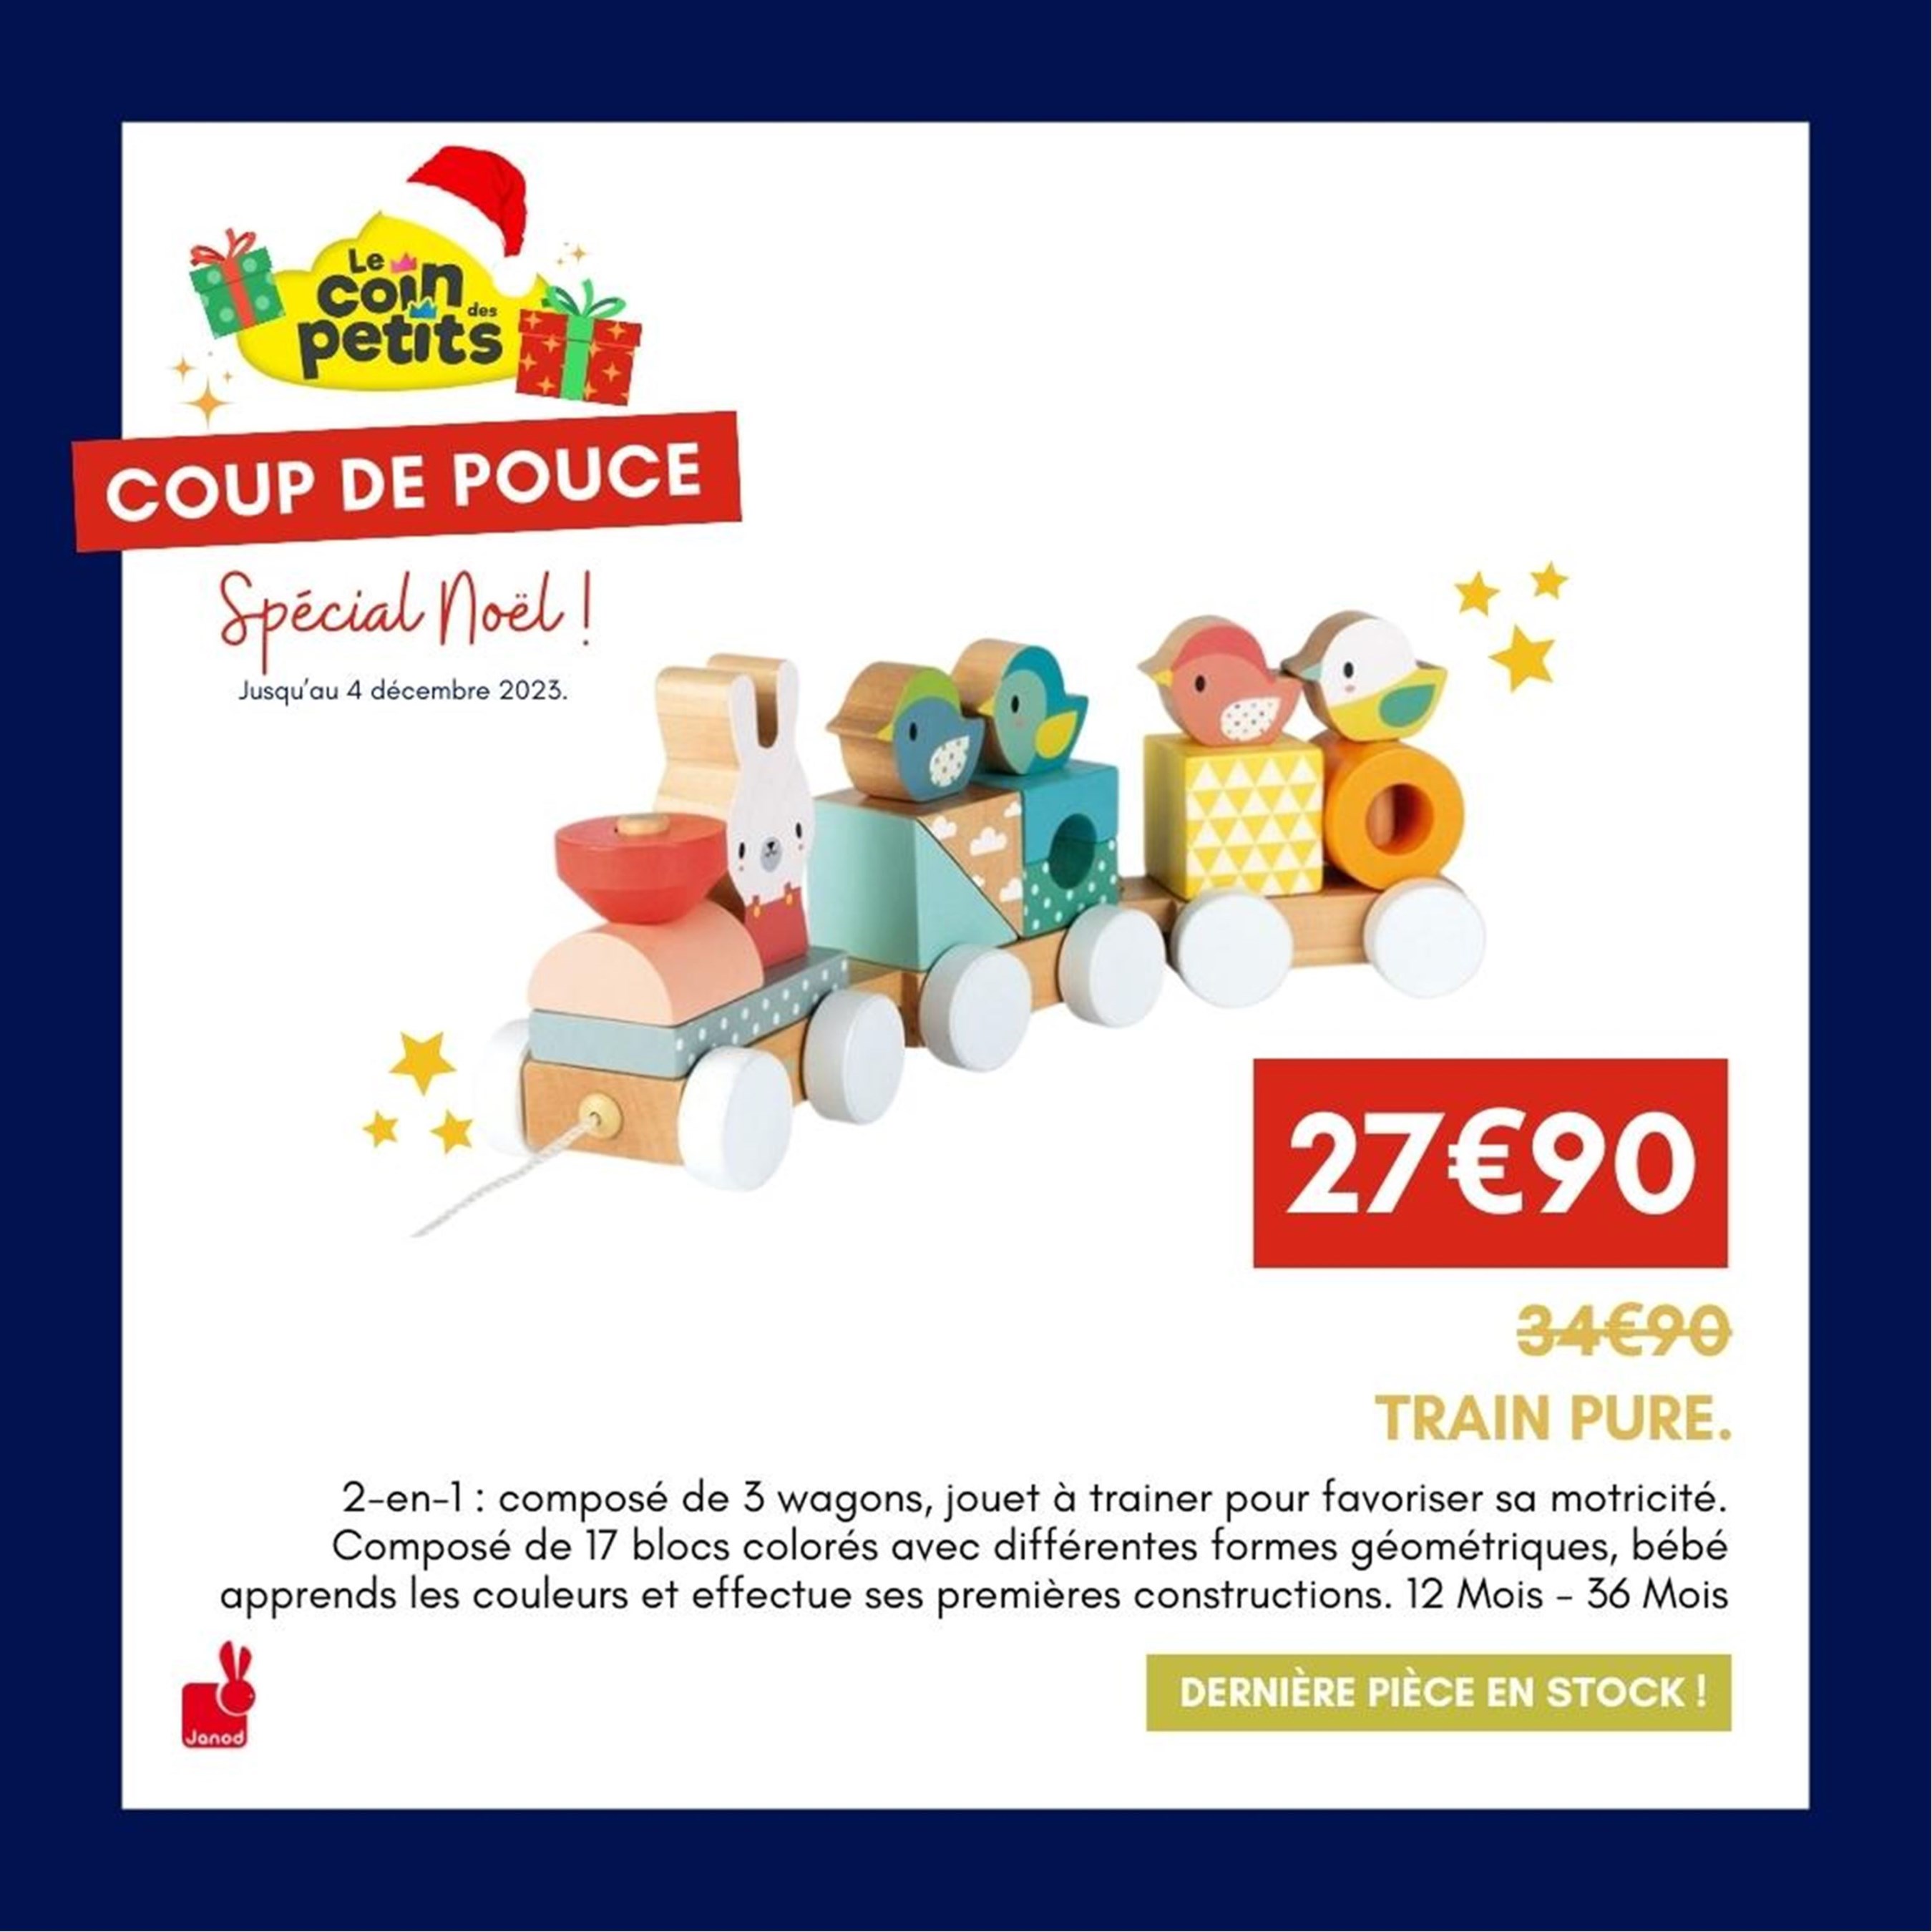 Le
coin
des
petits
COUP DE POUCE
Spécial Noël !
Jusqu'au 4 décembre 2023.
27€90
34€90
TRAIN PURE.
2-en-1 : composé de 3 wagons, jouet à trainer pour favoriser sa motricité.
Composé de 17 blocs colorés avec différentes formes géométriques, bébé
apprends les couleurs et effectue ses premières constructions. 12 Mois - 36 Mois
Janod
DERNIÈRE PIÈCE EN STOCK !